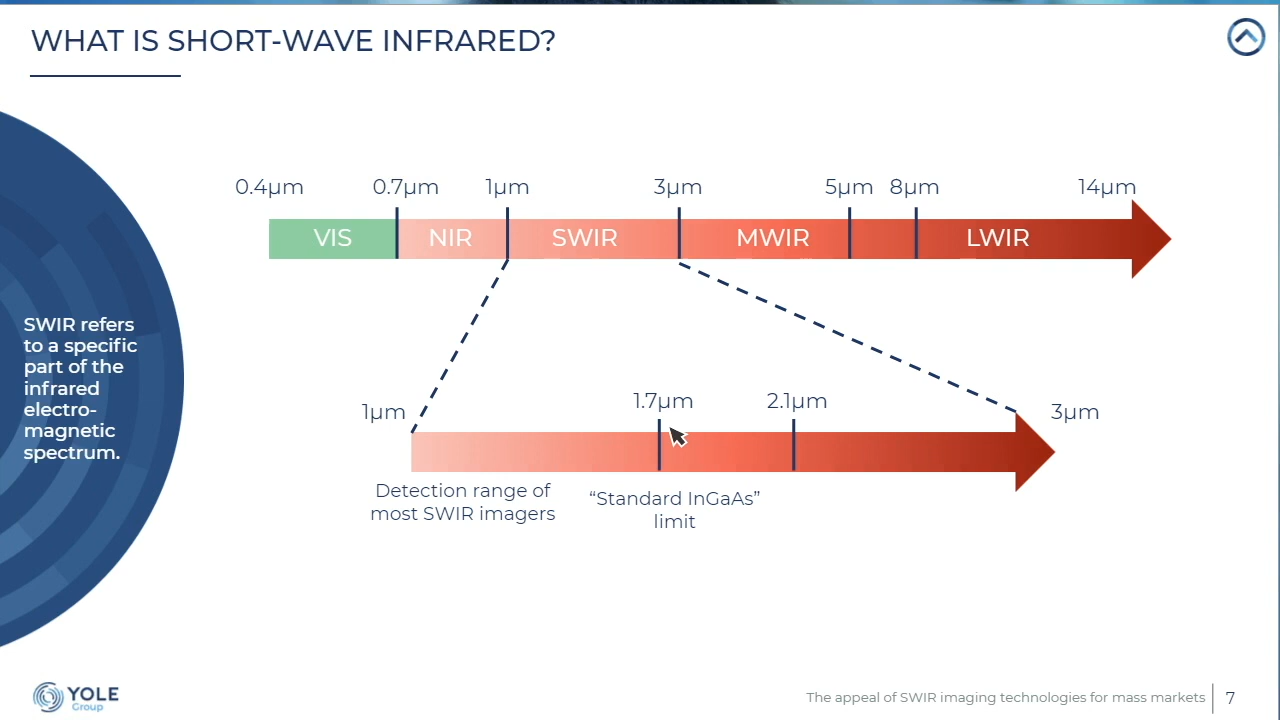 WHAT IS SHORT-WAVE INFRARED?
0.4µm 0.7µm 1µm 3µm 5µm 8µm 14µm
VIS NIR SWIR MWIR LWIR
SWIR refers
to a specific
part of the
infrared
electro-
magnetic
spectrum.
1µm 1.7µm 2.1µm 3µm
Detection range of
most SWIR imagers
“Standard InGaAs”
limit
YOLE
Group
The appeal of SWIR imaging technologies for mass markets 7